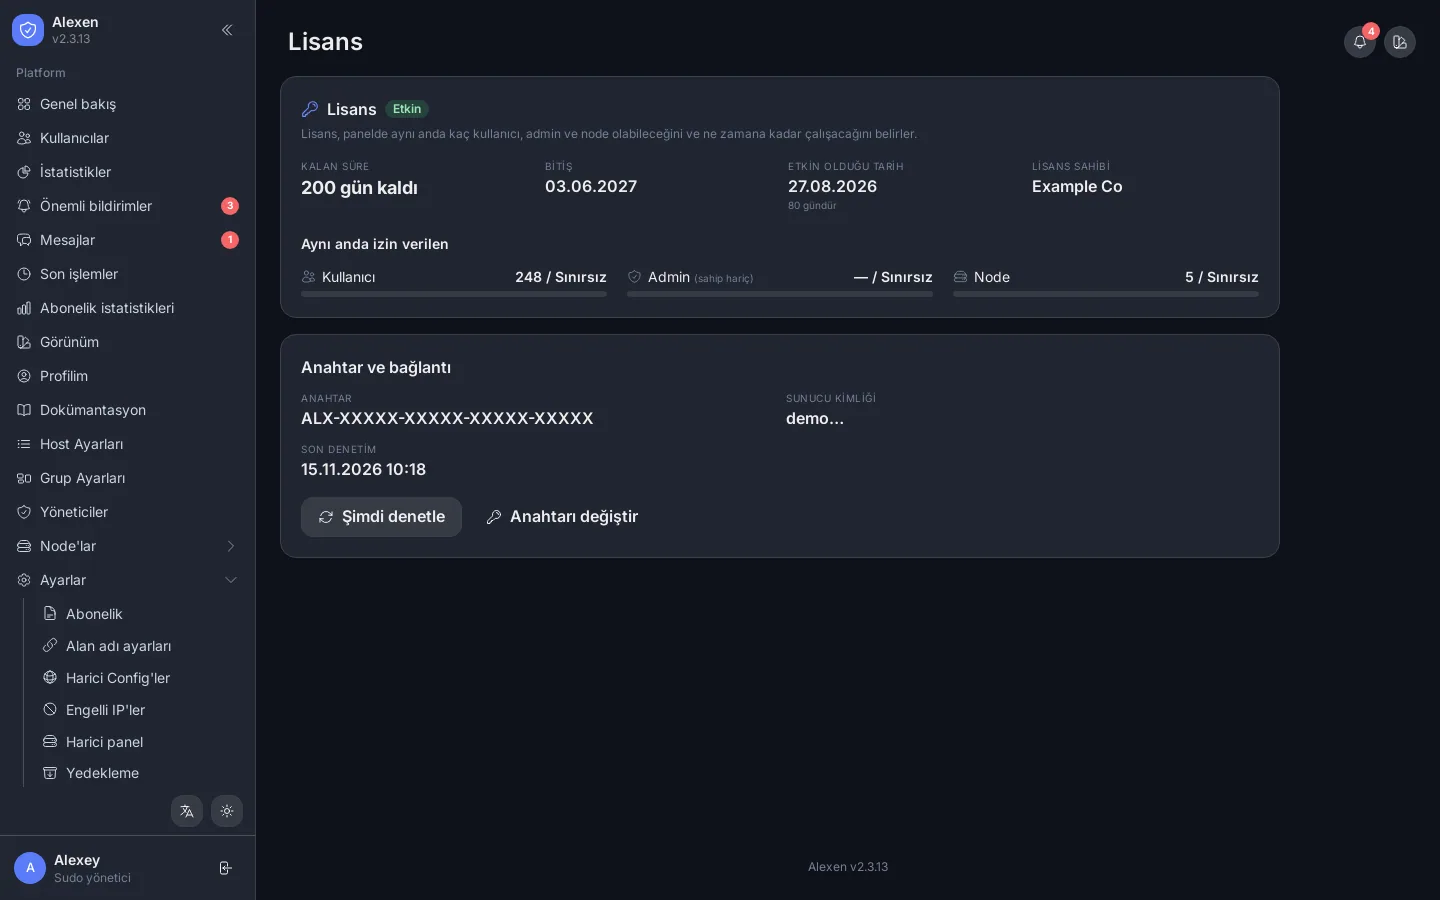 Alexen
v2.3.13
Platform
Genel bakış
Kullanıcılar
İstatistikler
Önemli bildirimler 3
Mesajlar 1
Son işlemler
Abonelik istatistikleri
Görünüm
Profilim
Dokümantasyon
Host Ayarları
Grup Ayarları
Yöneticiler
Node'lar
Ayarlar
Abonelik
Alan adı ayarları
Harici Config'ler
Engelli IP'ler
Harici panel
Yedekleme
A
Alexey
Sudo yönetici
Lisans
4
Lisans Etkin
Lisans, panelde aynı anda kaç kullanıcı, admin ve node olabileceğini ve ne zamana kadar çalışacağını belirler.
KALAN SÜRE
200 gün kaldı
BİTİŞ
03.06.2027
ETKİN OLDUĞU TARİH
27.08.2026
80 gündür
LİSANS SAHİBİ
Example Co
Aynı anda izin verilen
Kullanıcı 248 / Sınırsız
Admin (sahip hariç) — / Sınırsız
Node 5 / Sınırsız
Anahtar ve bağlantı
ANAHTAR
ALX-XXXXX-XXXXX-XXXXX-XXXXX
SUNUCU KİMLİĞİ
demo…
SON DENETİM
15.11.2026 10:18
Şimdi denetle
Anahtarı değiştir
Alexen v2.3.13